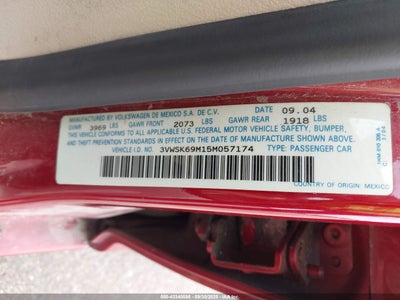 MANUFACTURED BY DATE 09.04
VOLKSWAGEN DE MEXICO S.A. DE C.V.
GVWR 3969 LBS GAWR FRONT 2073 LBS GAWR REAR 1918 LBS
THIS VEHICLE CONFORMS TO ALL APPLICABLE U.S. FEDERAL MOTOR VEHICLE SAFETY, BUMPER,
AND THEFT PREVENTION STANDARDS IN EFFECT ON THE DATE OF MANUFACTURE SHOWN ABOVE.
VEHICLE I.D. NO. 3VWSK69M15M057174 TYPE: PASSENGER CAR
COUNTRY OF ORIGIN MEXICO